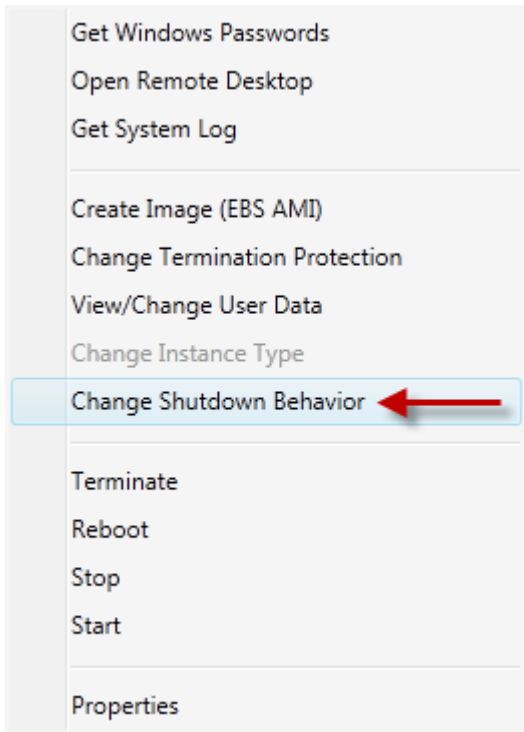 Get Windows Passwords
Open Remote Desktop
Get System Log
Create Image (EBS AMI)
Change Termination Protection
View/Change User Data
Change Instance Type
Change Shutdown Behavior
Terminate
Reboot
Stop
Start
Properties